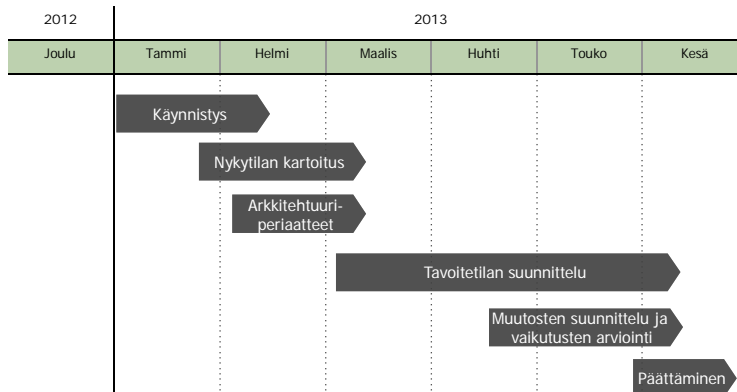 2012 2013
Joulu Tammi Helmi Maalis Huhti Touko Kesä
Käynnistys
Nykytilan kartoitus
Arkkitehtuuri-
periaatteet
Tavoitetilan suunnittelu
Muutosten suunnittelu ja
vaikutusten arviointi
Päättäminen